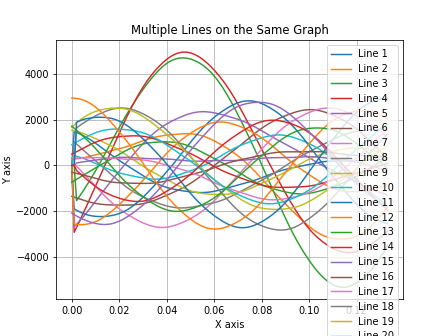 Multiple Lines on the Same Graph
Y axis
4000
2000
0
−2000
−4000
0.00
0.02
0.04
0.06
0.08
0.10
X axis
Line 1
Line 2
Line 3
Line 4
Line 5
Line 6
Line 7
Line 8
Line 9
Line 10
Line 11
Line 12
Line 13
Line 14
Line 15
Line 16
Line 17
Line 18
Line 19
Line 20